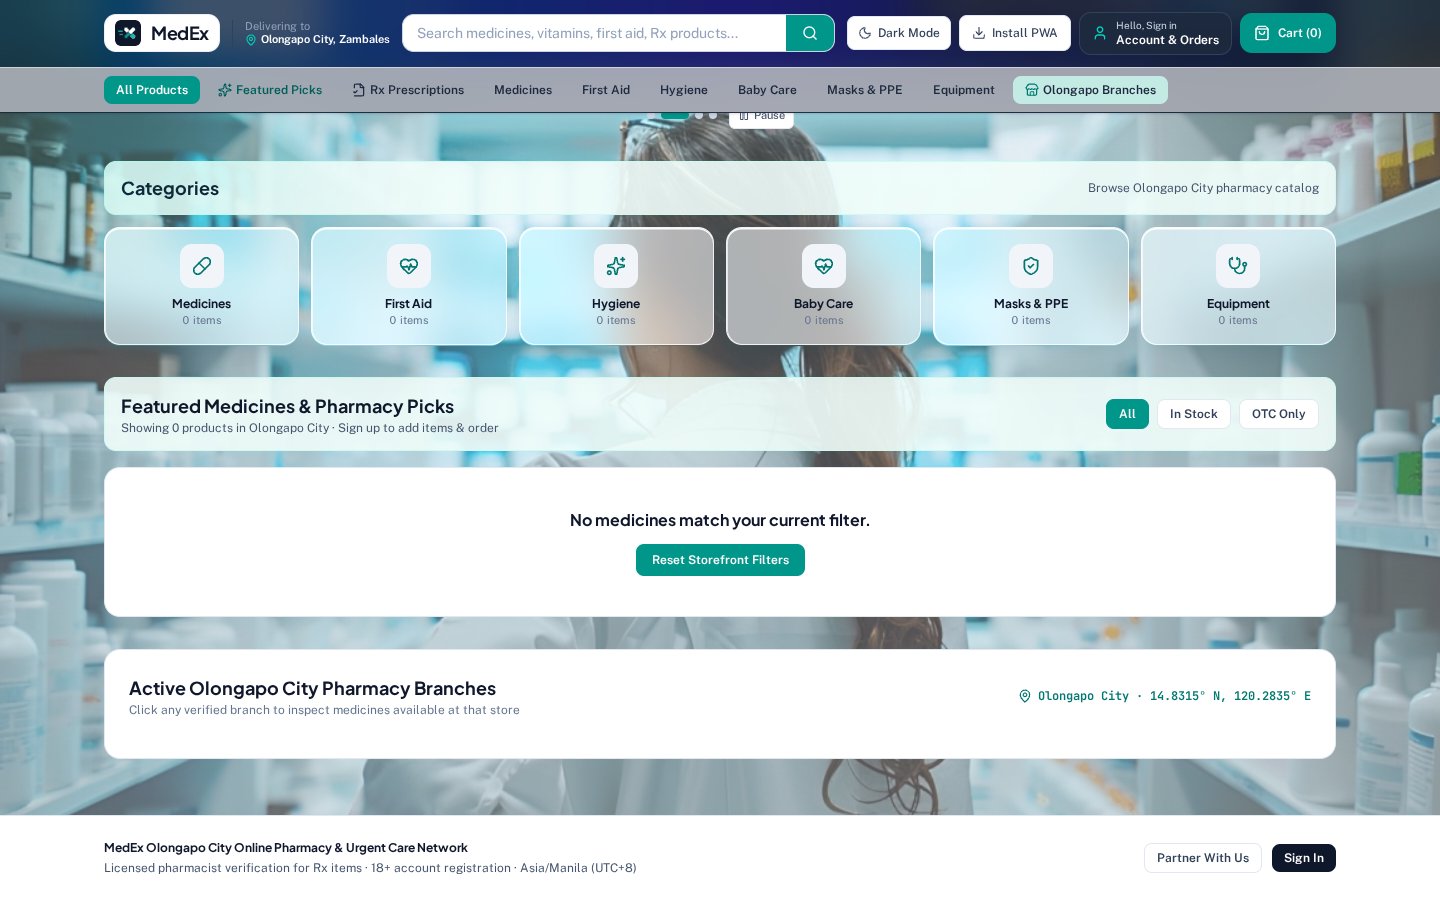 MedEx
Delivering to
Olongapo City, Zambales
Search medicines, vitamins, first aid, Rx products...
Dark Mode
Install PWA
Hello, Sign in
Account & Orders
Cart (0)
All Products
Featured Picks
Rx Prescriptions
Medicines
First Aid
Hygiene
Baby Care
Masks & PPE
Equipment
Olongapo Branches
Pause
Categories
Browse Olongapo City pharmacy catalog
Medicines
0 items
First Aid
0 items
Hygiene
0 items
Baby Care
0 items
Masks & PPE
0 items
Equipment
0 items
Featured Medicines & Pharmacy Picks
Showing 0 products in Olongapo City · Sign up to add items & order
All
In Stock
OTC Only
No medicines match your current filter.
Reset Storefront Filters
Active Olongapo City Pharmacy Branches
Click any verified branch to inspect medicines available at that store
Olongapo City · 14.8315° N, 120.2835° E
MedEx Olongapo City Online Pharmacy & Urgent Care Network
Licensed pharmacist verification for Rx items · 18+ account registration · Asia/Manila (UTC+8)
Partner With Us
Sign In